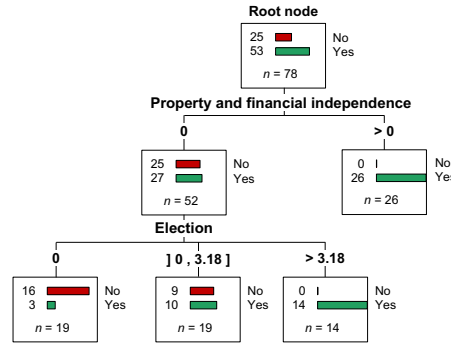 Root node
25 No
53 Yes
n = 78
Property and financial independence
0 > 0
25 No 0 No
27 Yes 26 Yes
n = 52 n = 26
Election
0 ] 0 , 3.18 ] > 3.18
16 No 9 No 0 No
3 Yes 10 Yes 14 Yes
n = 19 n = 19 n = 14